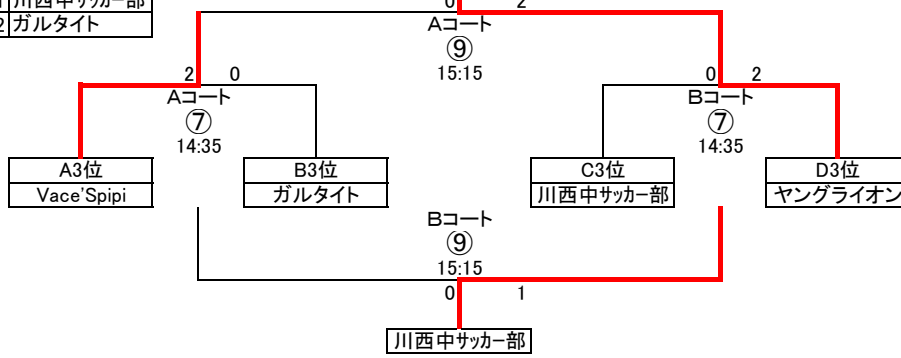 川西中サッカー部
2 ガルタイト
0 2
Aコート
⑨
15:15
2 0
Aコート
⑦
14:35
0 2
Bコート
⑦
14:35
A3位
Vace'Spipi
B3位
ガルタイト
C3位
川西中サッカー部
D3位
ヤングライオン
Bコート
⑨
15:15
0 1
川西中サッカー部